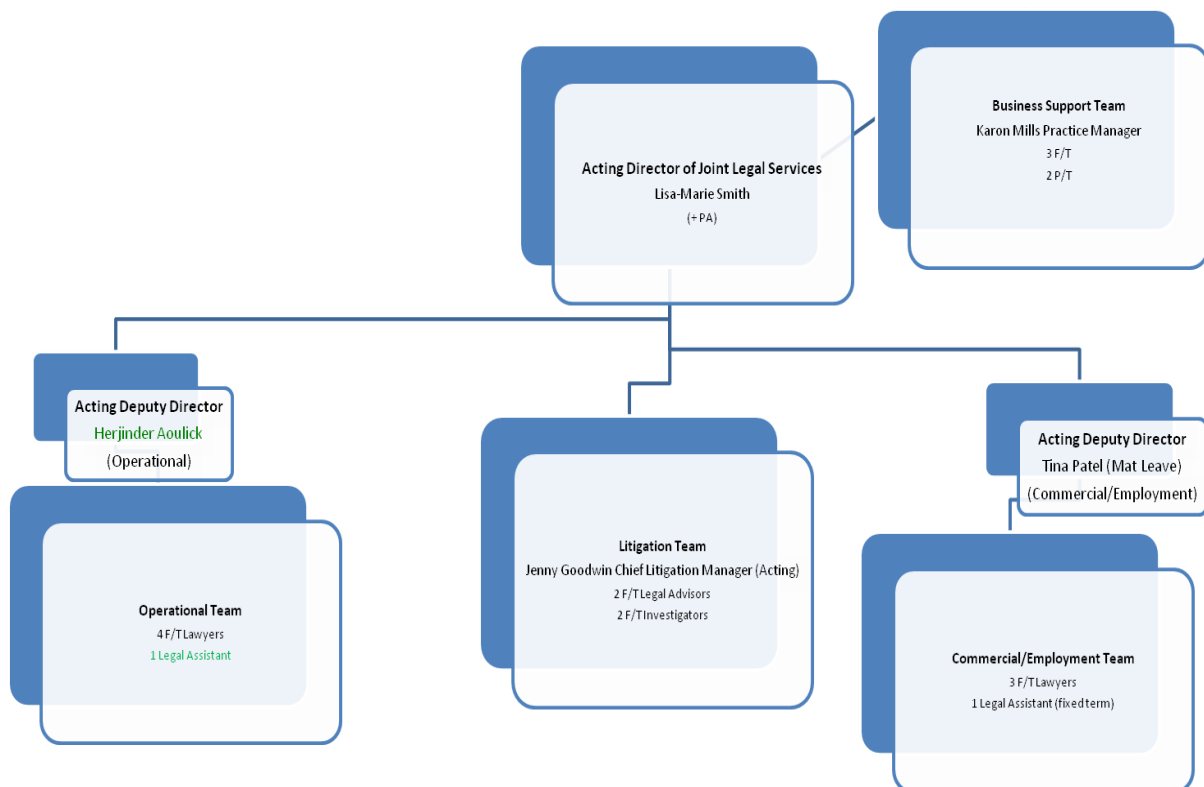 Business Support Team
Karon Mills Practice Manager
3 F/T
2 P/T
Acting Director of Joint Legal Services
Lisa-Marie Smith
(+ PA)
Acting Deputy Director
Herjinder Aoulick
(Operational)
Operational Team
4 F/T Lawyers
1 Legal Assistant
Litigation Team
Jenny Goodwin Chief Litigation Manager (Acting)
2 F/T Legal Advisors
2 F/T Investigators
Acting Deputy Director
Tina Patel (Mat Leave)
(Commercial/Employment)
Commercial/Employment Team
3 F/T Lawyers
1 Legal Assistant (fixed term)